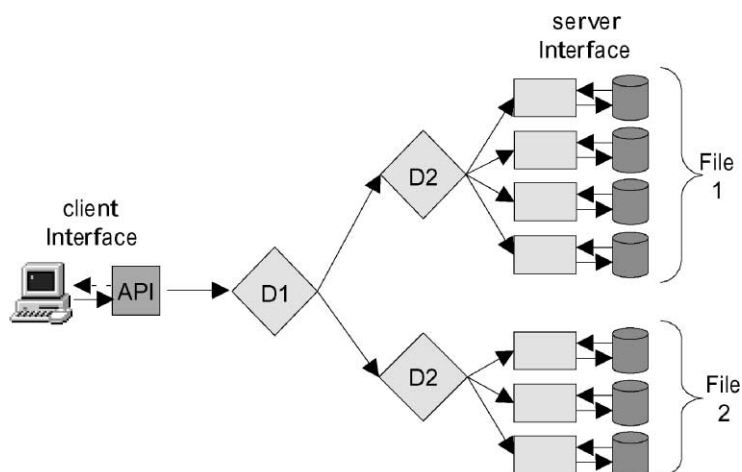 server
Interface
D2
File
1
client
Interface
API
D1
D2
File
2